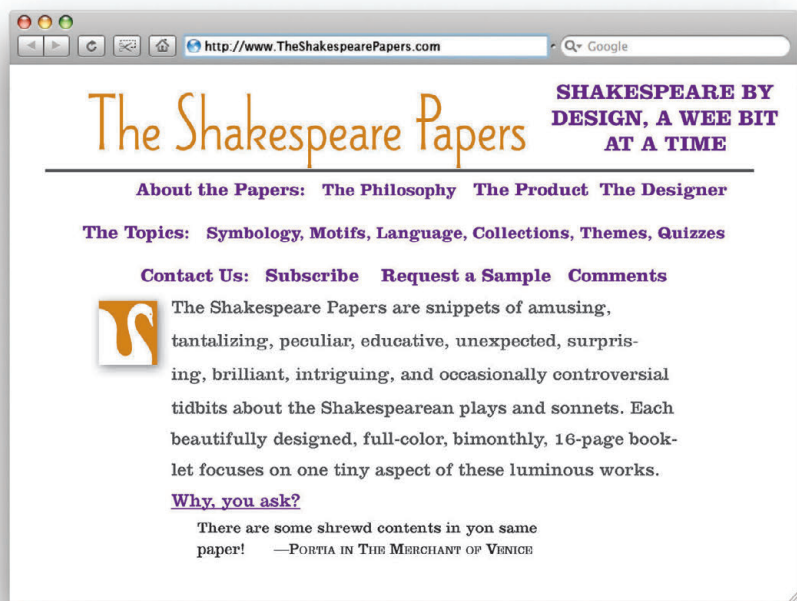 http://www.TheShakespearePapers.com
Google
The Shakespeare Papers
SHAKESPEARE BY
DESIGN, A WEE BIT
AT A TIME
About the Papers: The Philosophy The Product The Designer
The Topics: Symbology, Motifs, Language, Collections, Themes, Quizzes
Contact Us: Subscribe Request a Sample Comments
The Shakespeare Papers are snippets of amusing,
tantalizing, peculiar, educative, unexpected, surpris-
ing, brilliant, intriguing, and occasionally controversial
tidbits about the Shakespearean plays and sonnets. Each
beautifully designed, full-color, bimonthly, 16-page book-
let focuses on one tiny aspect of these luminous works.
Why, you ask?
There are some shrewd contents in yon same
paper! —PORTIA IN THE MERCHANT OF VENICE